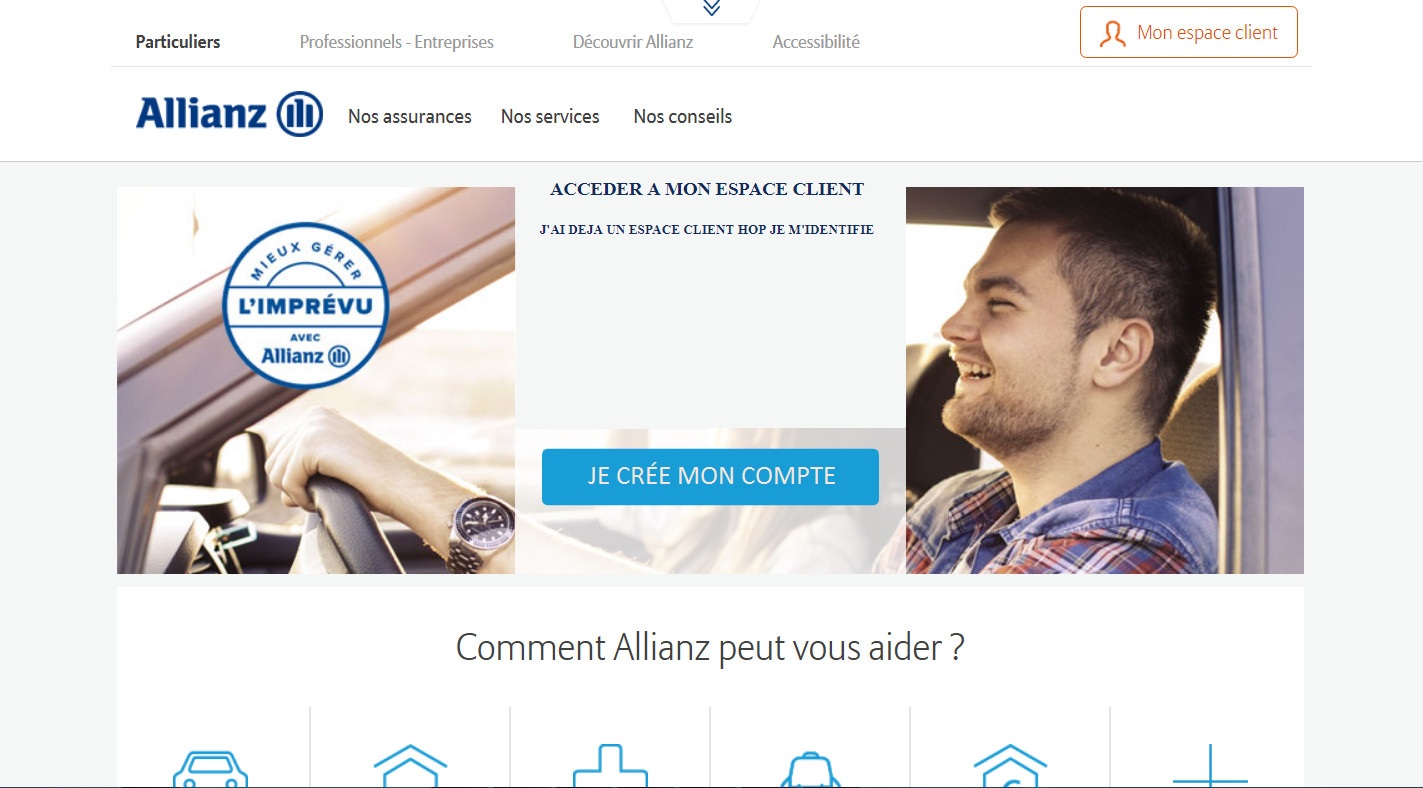 Particuliers
Professionnels - Entreprises
Découvrir Allianz
Accessibilité
Mon espace client
Allianz
Nos assurances
Nos services
Nos conseils
ACCEDER A MON ESPACE CLIENT
J'AI DEJA UN ESPACE CLIENT HOP JE M'IDENTIFIE
MIEUX GÉRER
L'IMPRÉVU
AVEC
Allianz
JE CRÉE MON COMPTE
Comment Allianz peut vous aider ?